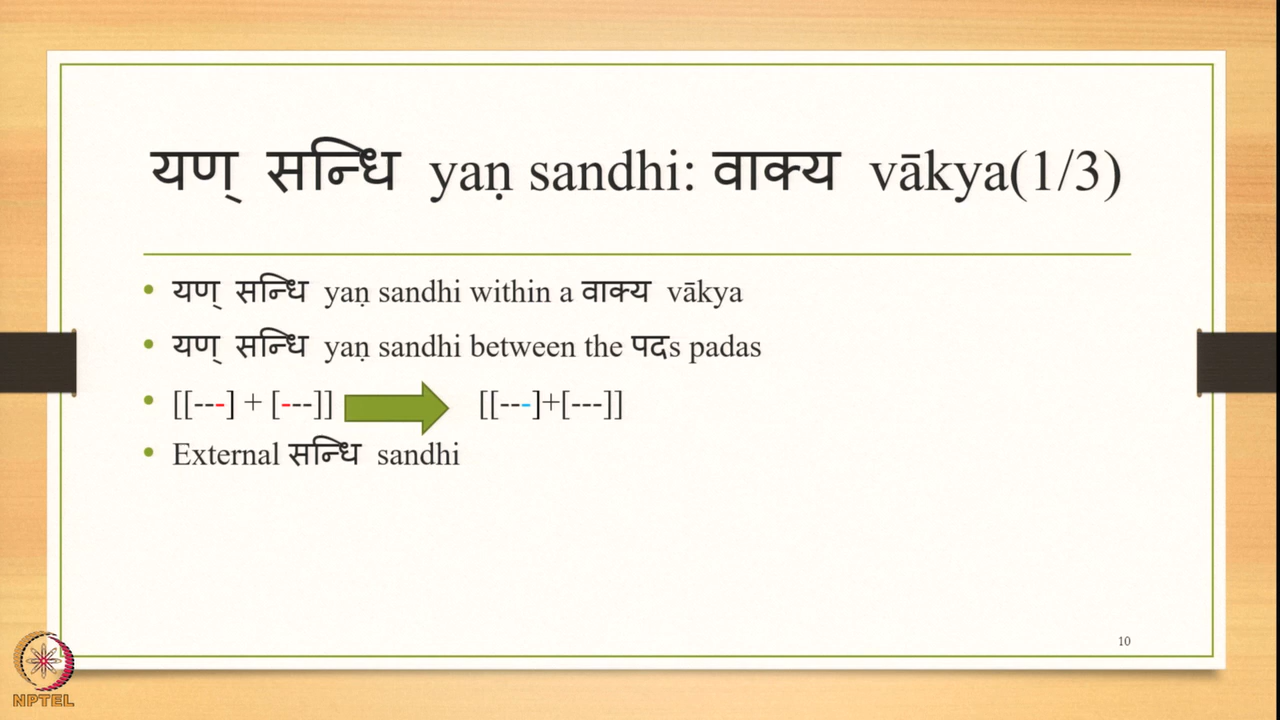 यण् सन्धि yaṇ sandhi: वाक्य vākya(1/3)
• यण् सन्धि yaṇ sandhi within a वाक्य vākya
• यण् सन्धि yaṇ sandhi between the पदs padas
• [[---] + [---]] [[---]+[---]]
• External सन्धि sandhi
10
NPTEL